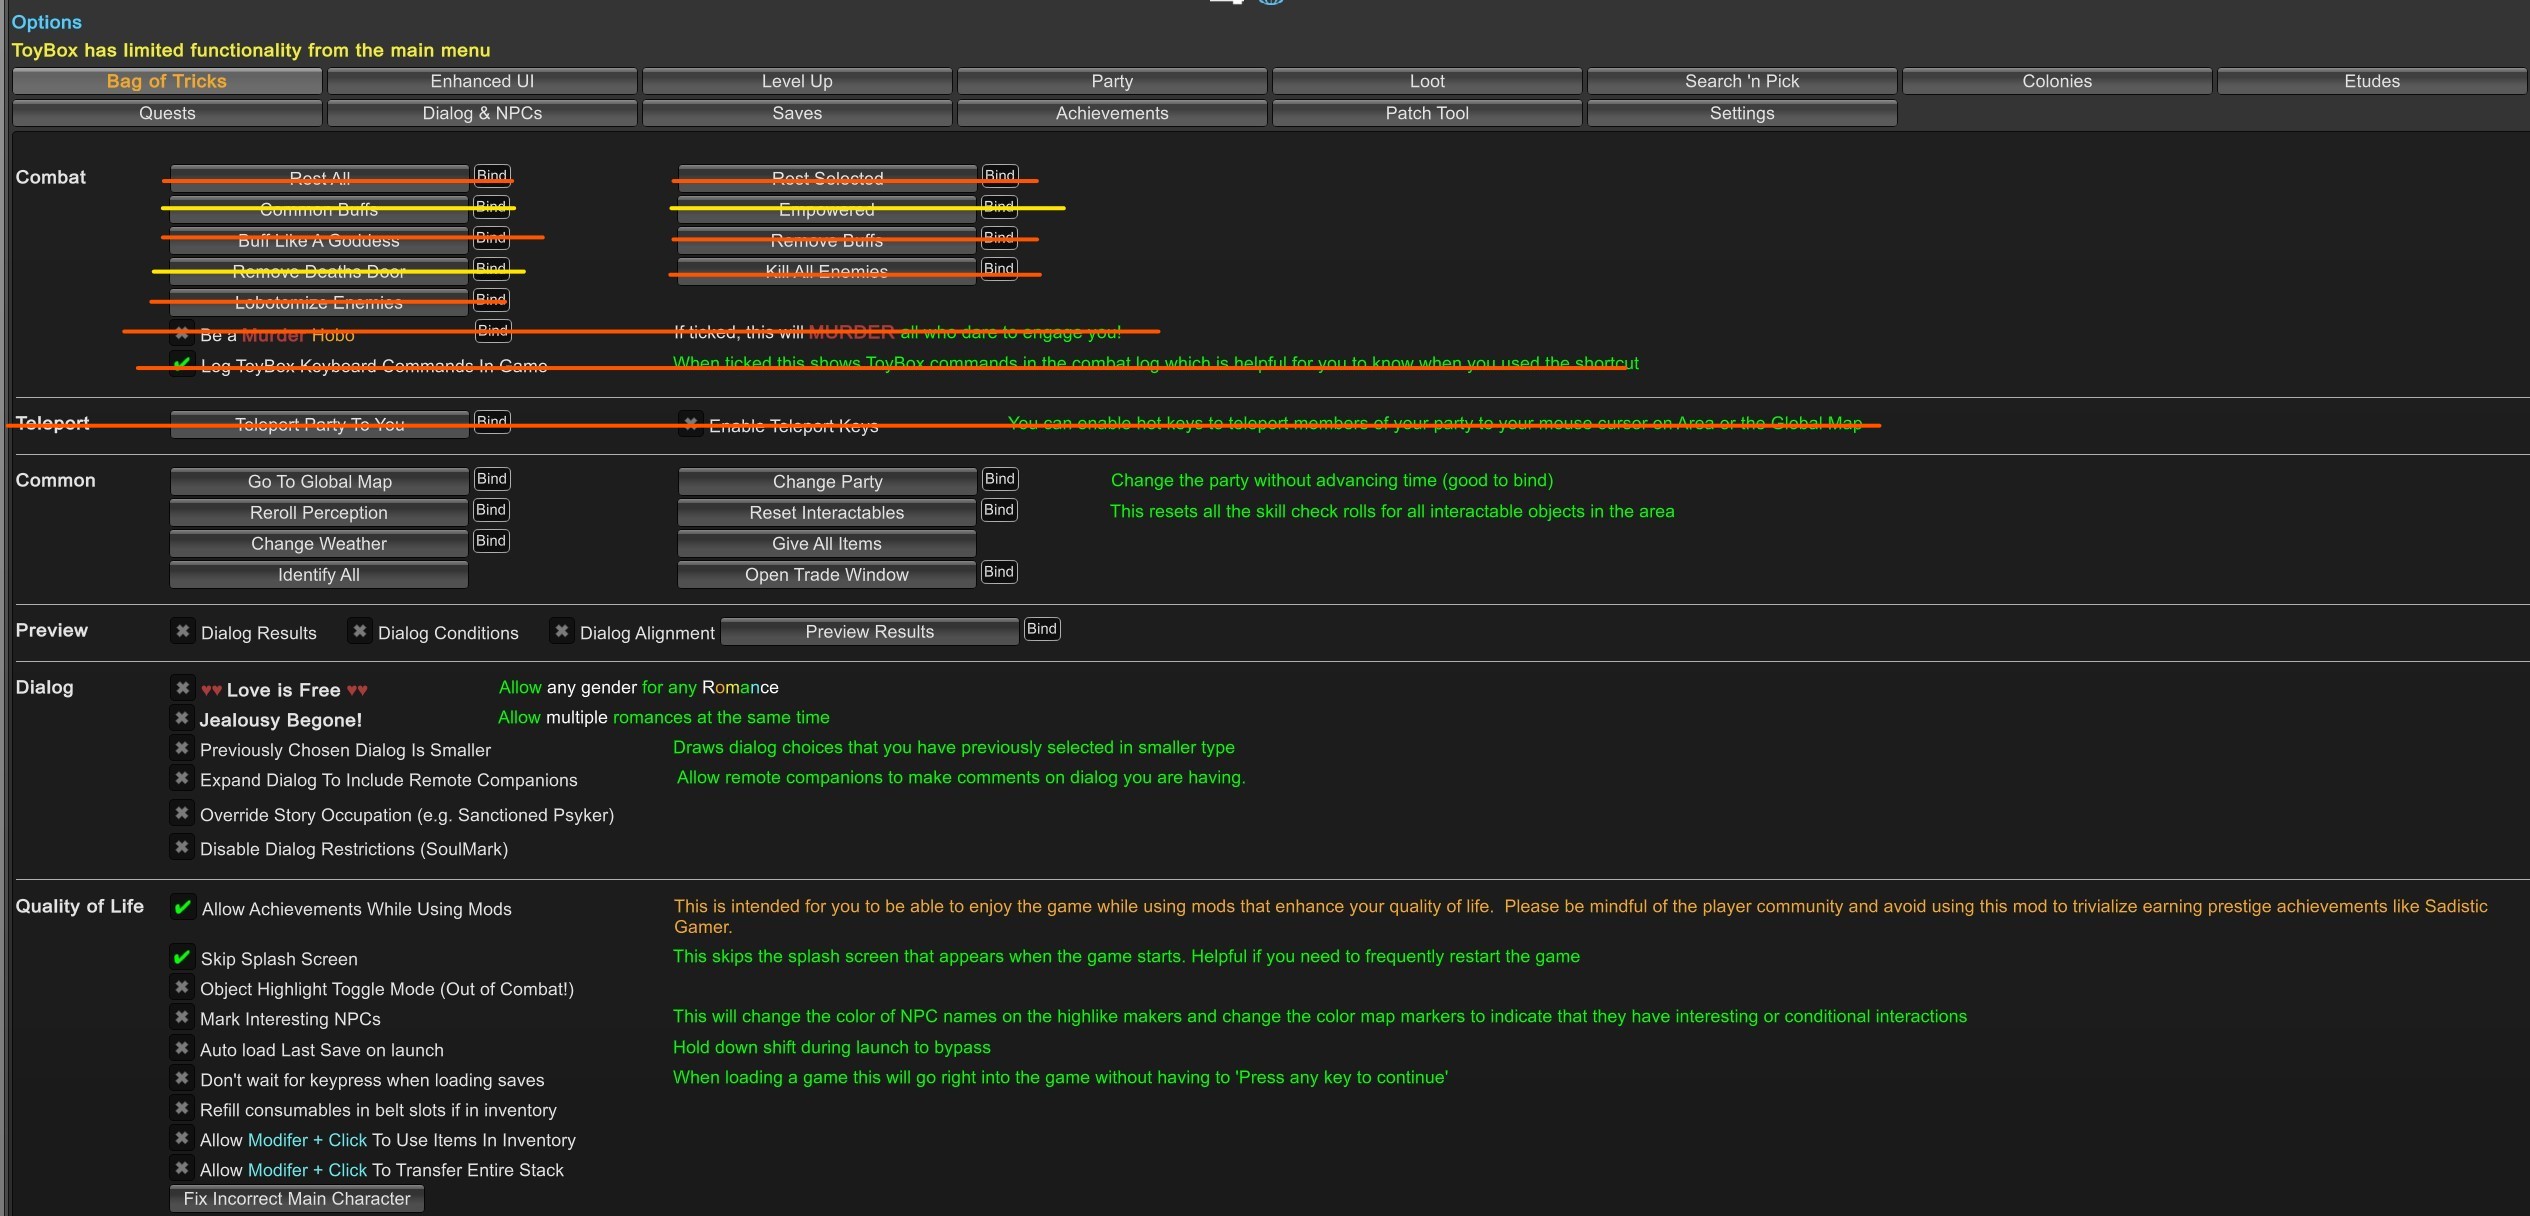 Options
ToyBox has limited functionality from the main menu
Bag of Tricks Enhanced UI Level Up Party Loot Search 'n Pick Colonies Etudes
Quests Dialog & NPCs Saves Achievements Patch Tool Settings
Combat Rest All Bind Rest Selected Bind
Common Buffs Bind Empowered Bind
Buff Like A Goddess Bind Remove Buffs Bind
Remove Deaths Door Bind Kill All Enemies Bind
Lobotomize Enemies Bind
Be a Murder Hobo Bind If ticked, this will MURDER all who dare to engage you!
Log ToyBox Keyboard Commands In Game When ticked this shows ToyBox commands in the combat log which is helpful for you to know when you used the shortcut
Teleport Teleport Party To You Bind Enable Teleport Keys You can enable hot keys to teleport members of your party to your mouse cursor on Area or the Global Map
Common Go To Global Map Bind Change Party Bind Change the party without advancing time (good to bind)
Reroll Perception Bind Reset Interactables Bind This resets all the skill check rolls for all interactable objects in the area
Change Weather Bind Give All Items
Identify All Open Trade Window Bind
Preview Dialog Results Dialog Conditions Dialog Alignment Preview Results Bind
Dialog ♥♥ Love is Free ♥♥ Allow any gender for any Romance
Jealousy Begone! Allow multiple romances at the same time
Previously Chosen Dialog Is Smaller Draws dialog choices that you have previously selected in smaller type
Expand Dialog To Include Remote Companions Allow remote companions to make comments on dialog you are having.
Override Story Occupation (e.g. Sanctioned Psyker)
Disable Dialog Restrictions (SoulMark)
Quality of Life Allow Achievements While Using Mods This is intended for you to be able to enjoy the game while using mods that enhance your quality of life. Please be mindful of the player community and avoid using this mod to trivialize earning prestige achievements like Sadistic
Gamer.
Skip Splash Screen This skips the splash screen that appears when the game starts. Helpful if you need to frequently restart the game
Object Highlight Toggle Mode (Out of Combat!)
Mark Interesting NPCs This will change the color of NPC names on the highlike makers and change the color map markers to indicate that they have interesting or conditional interactions
Auto load Last Save on launch Hold down shift during launch to bypass
Don't wait for keypress when loading saves When loading a game this will go right into the game without having to 'Press any key to continue'
Refill consumables in belt slots if in inventory
Allow Modifer + Click To Use Items In Inventory
Allow Modifer + Click To Transfer Entire Stack
Fix Incorrect Main Character